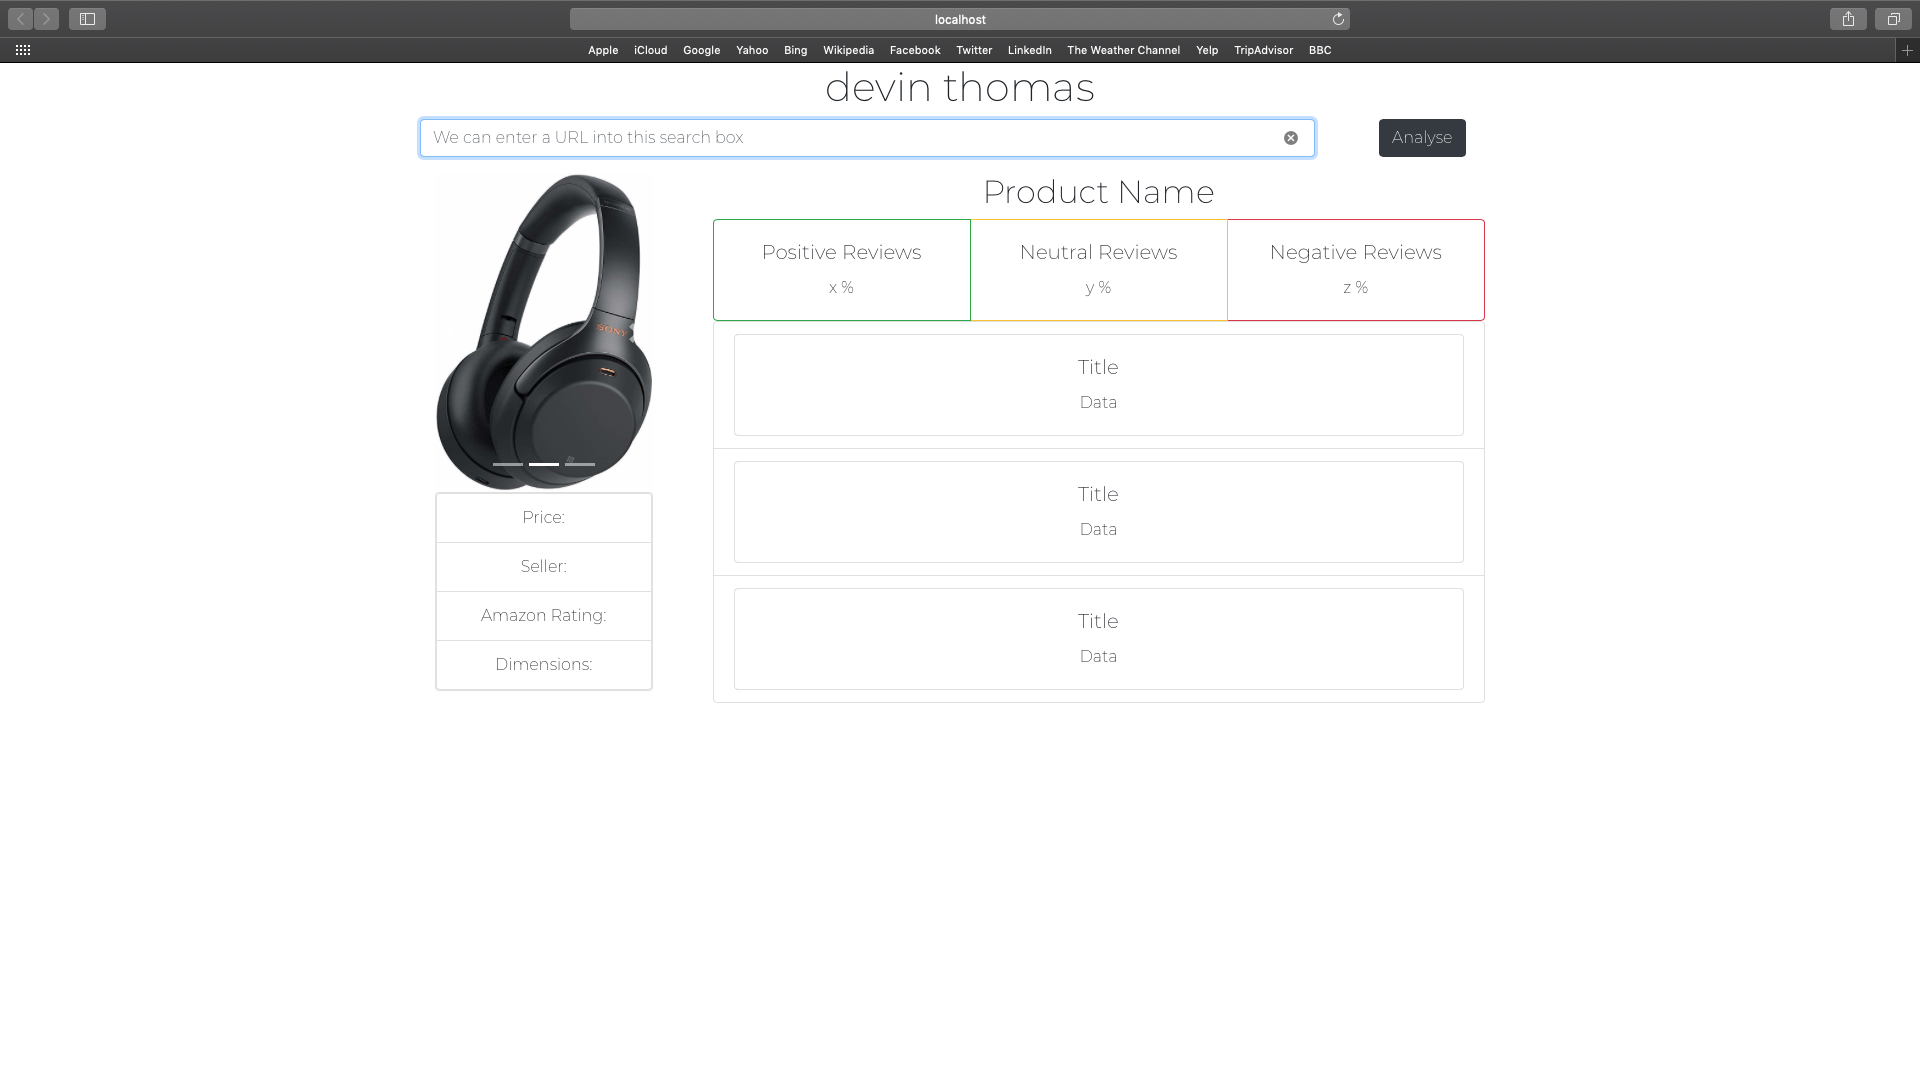 localhost
Apple iCloud Google Yahoo Bing Wikipedia Facebook Twitter LinkedIn The Weather Channel Yelp TripAdvisor BBC
devin thomas
We can enter a URL into this search box
Analyse
SONY
Price:
Seller:
Amazon Rating:
Dimensions:
Product Name
Positive Reviews
x %
Neutral Reviews
y %
Negative Reviews
z %
Title
Data
Title
Data
Title
Data